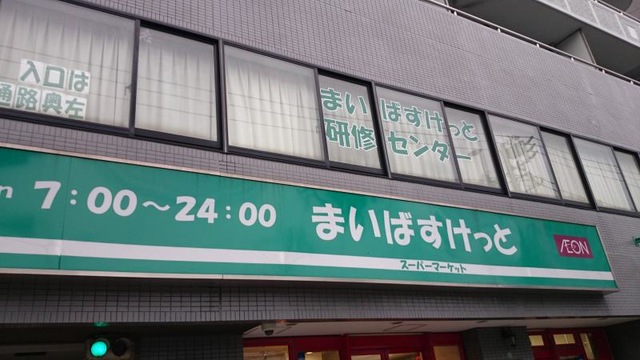 入口は
通路奥左
まいばすけっと
研修センター
7:00～24:00
まいばすけっと
スーパーマーケット
ÆON